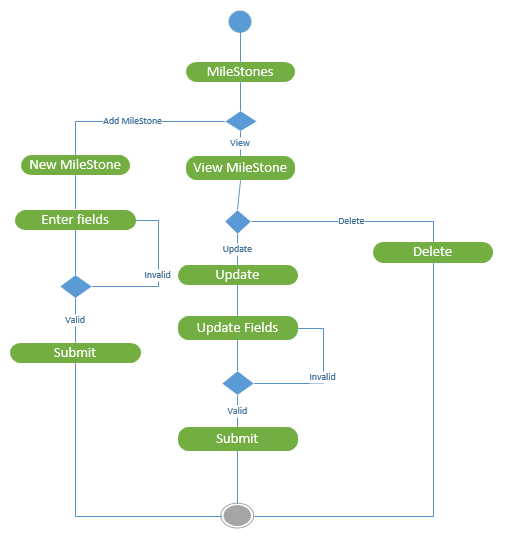 MileStones
Add MileStone
View
New MileStone
View MileStone
Enter fields
Delete
Update
Delete
Invalid
Update
Valid
Update Fields
Submit
Invalid
Valid
Submit